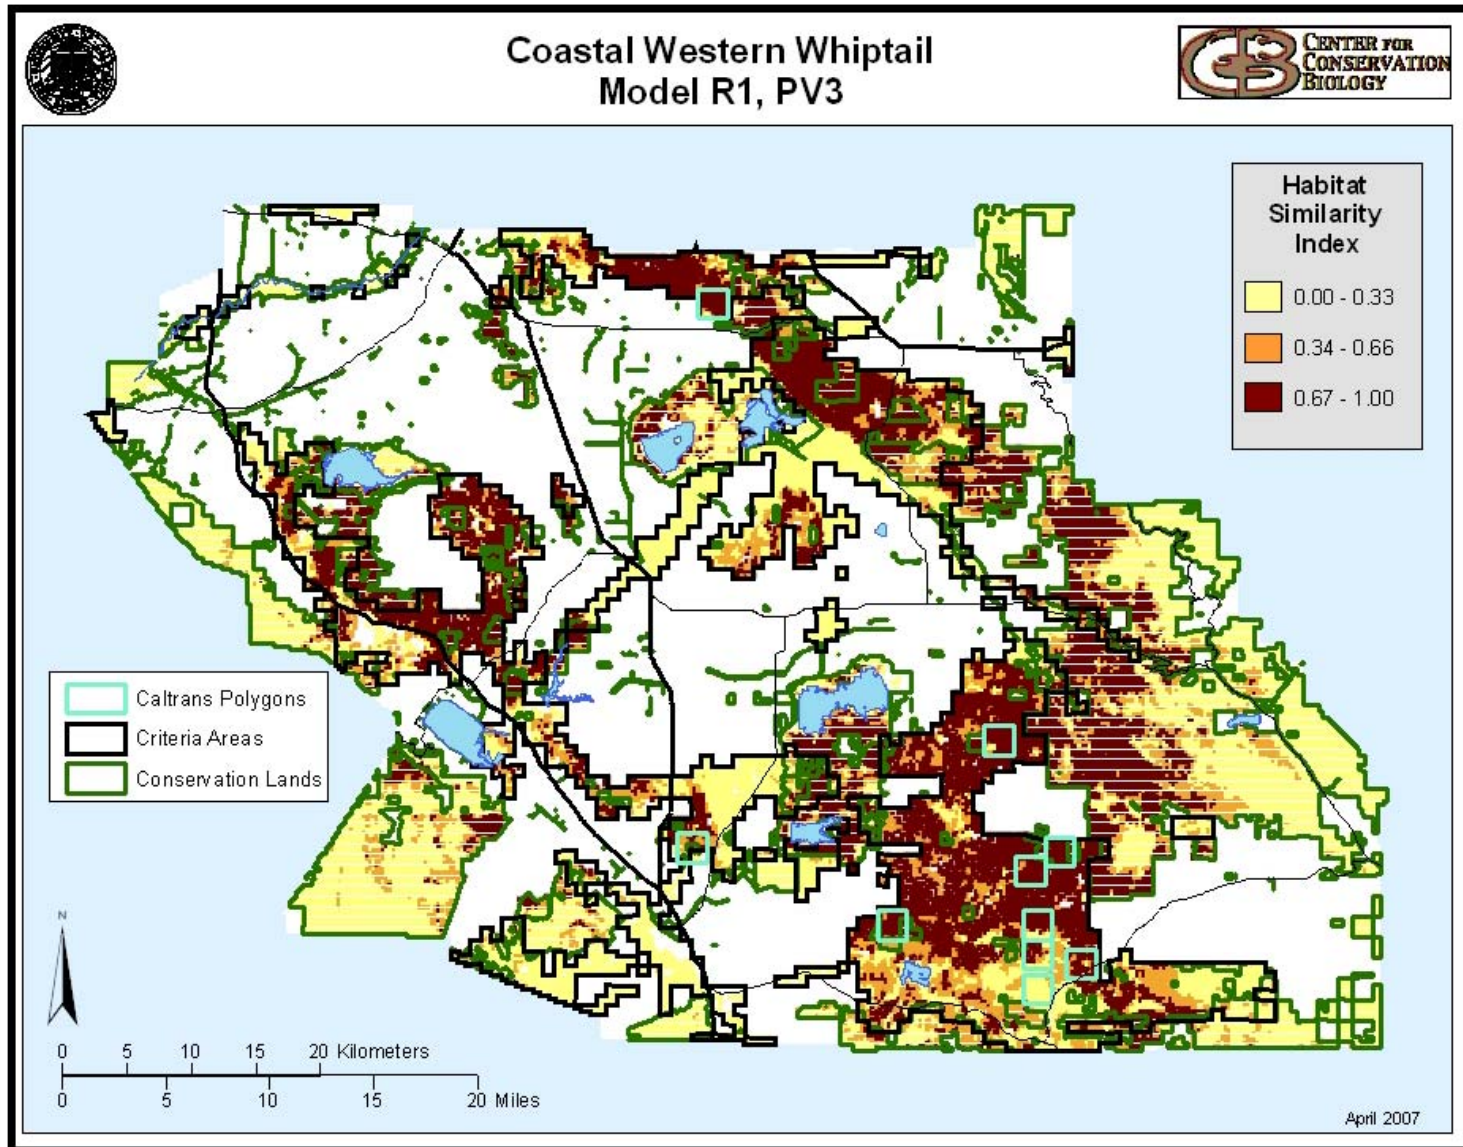 Coastal Western Whiptail
Model R1, PV3
CENTER FOR
CONSERVATION
BIOLOGY
Habitat
Similarity
Index
0.00 - 0.33
0.34 - 0.66
0.67 - 1.00
Caltrans Polygons
Criteria Areas
Conservation Lands
N
0 5 10 15 20 Kilometers
0 5 10 15 20 Miles
April 2007